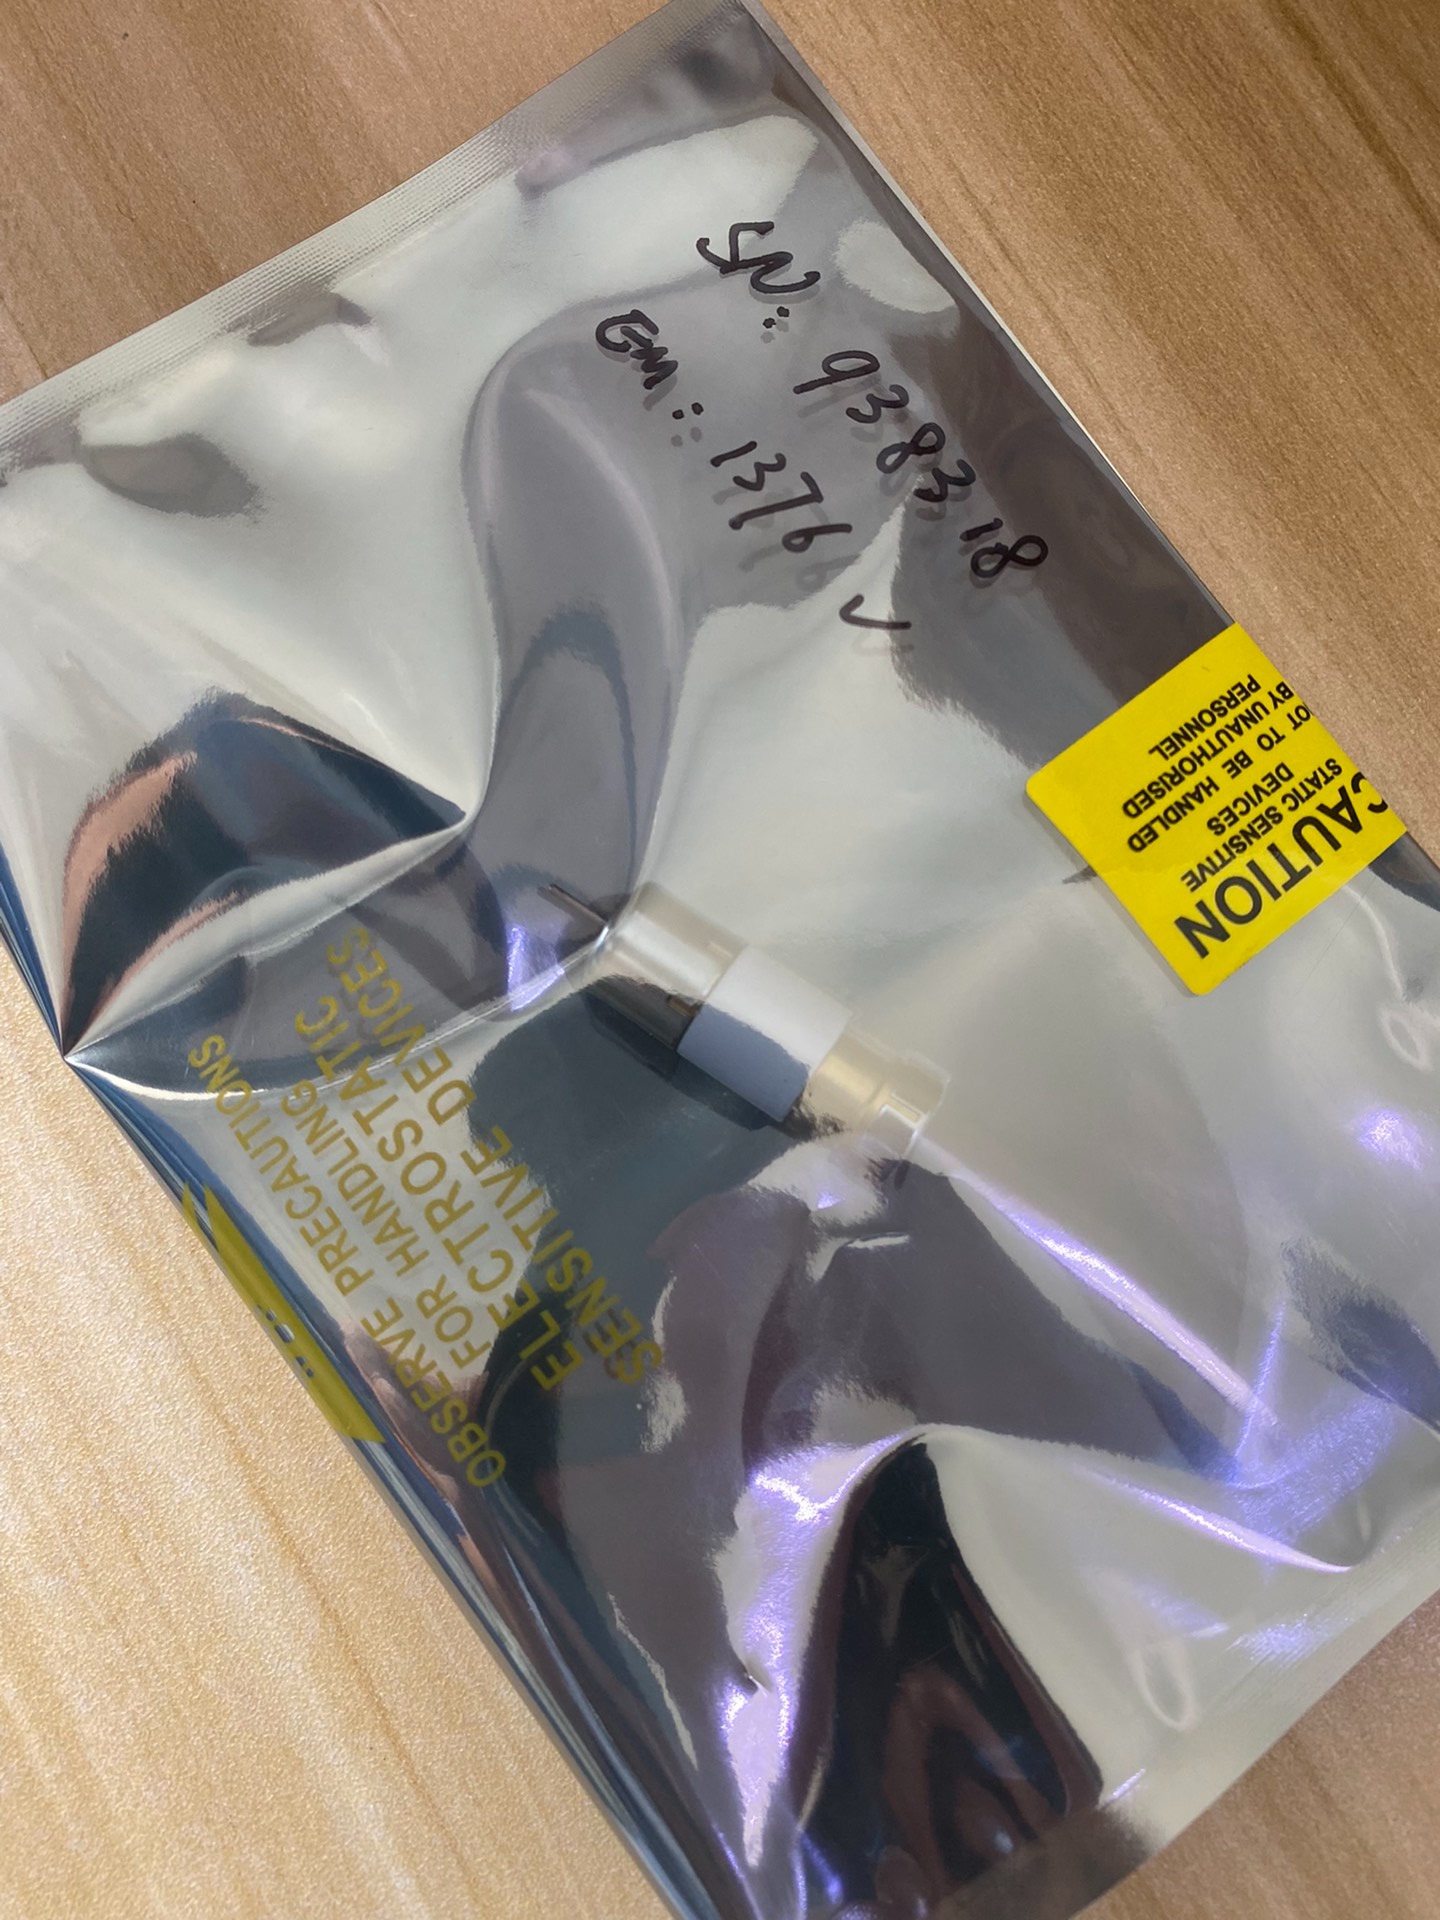 SN: 938318
EM: 1376
CAUTION
STATIC SENSITIVE
DEVICES
NOT TO BE HANDLED
BY UNAUTHORISED
PERSONNEL
OBSERVE PRECAUTIONS
FOR HANDLING
ELECTROSTATIC
SENSITIVE DEVICES